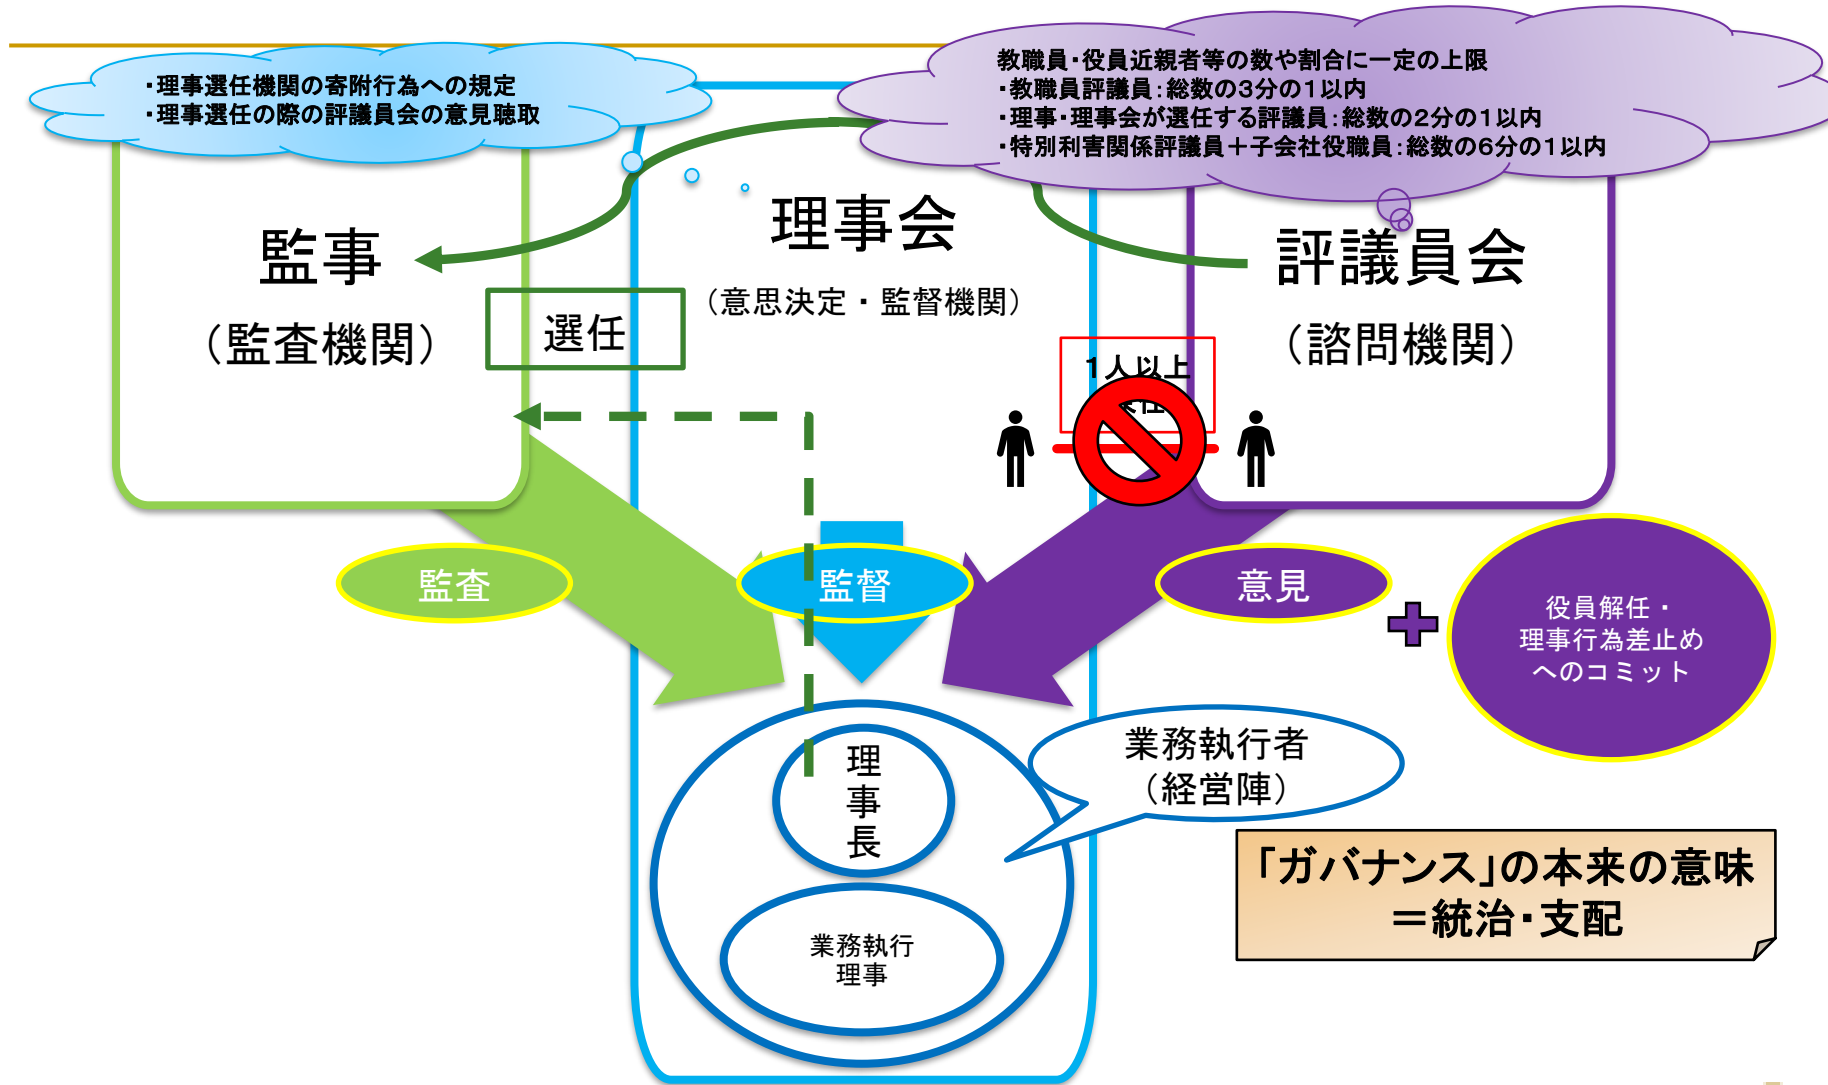 ・理事選任機関の寄附行為への規定
・理事選任の際の評議員会の意見聴取
教職員・役員近親者等の数や割合に一定の上限
・教職員評議員：総数の３分の１以内
・理事・理事会が選任する評議員：総数の２分の１以内
・特別利害関係評議員＋子会社役職員：総数の６分の１以内
監事
（監査機関）
選任
理事会
（意思決定・監督機関）
評議員会
（諮問機関）
１人以上
監査
監督
意見
役員解任・
理事行為差止め
へのコミット
理
事
長
業務執行者
（経営陣）
業務執行
理事
「ガバナンス」の本来の意味
＝統治・支配